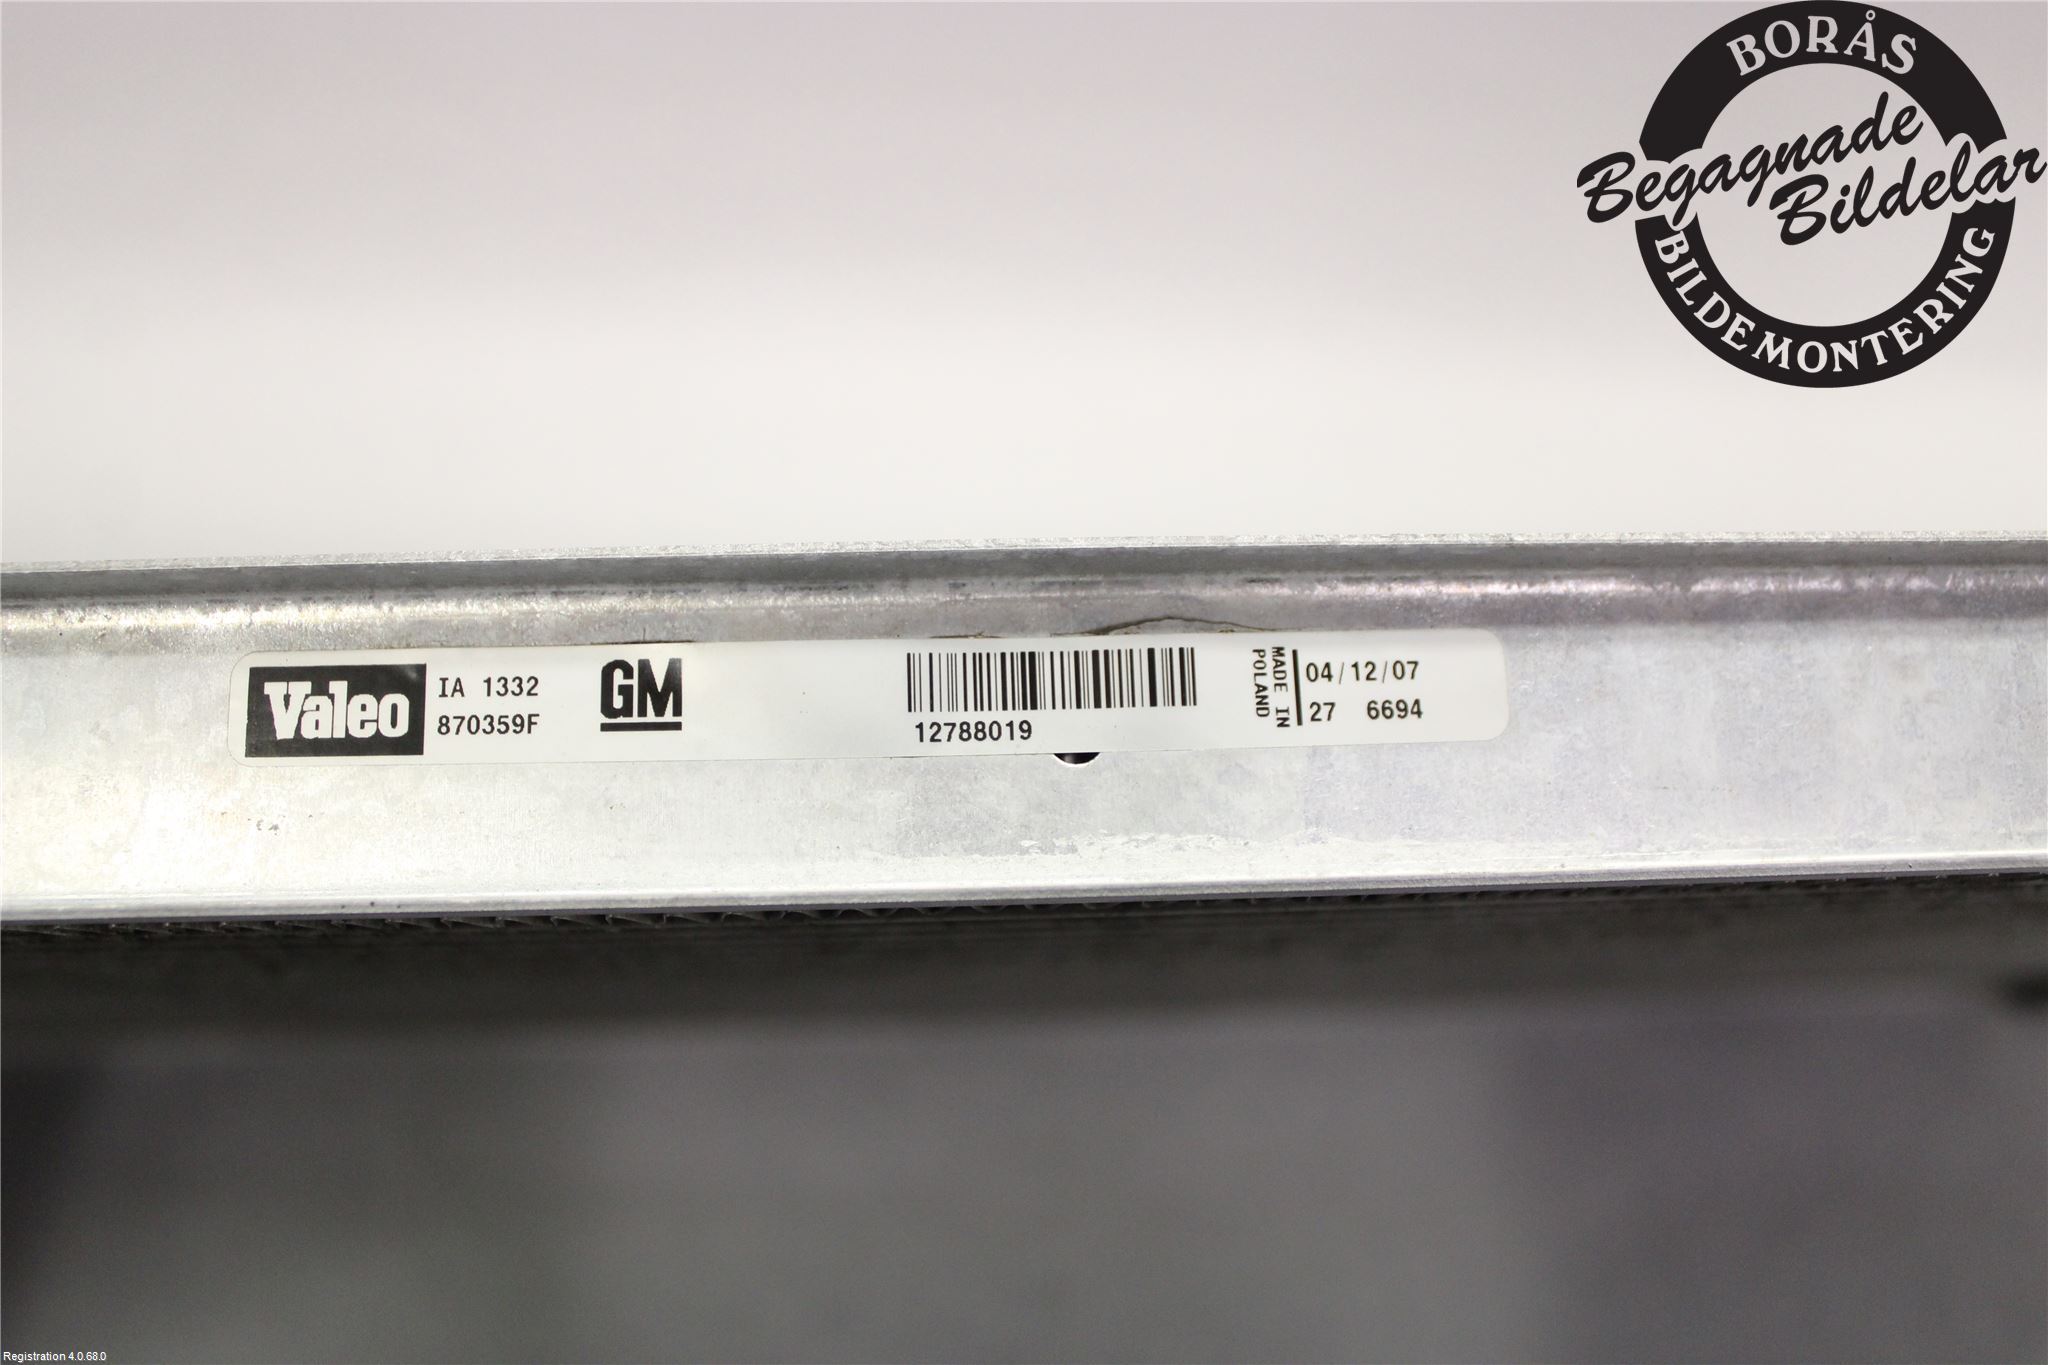 BORÅS
Begagnade
Bildelar
BILDEMONTERING
Valeo
IA 1332
870359F
GM
12788019
MADE IN
POLAND
04/12/07
27 6694
Registration 4.0.68.0